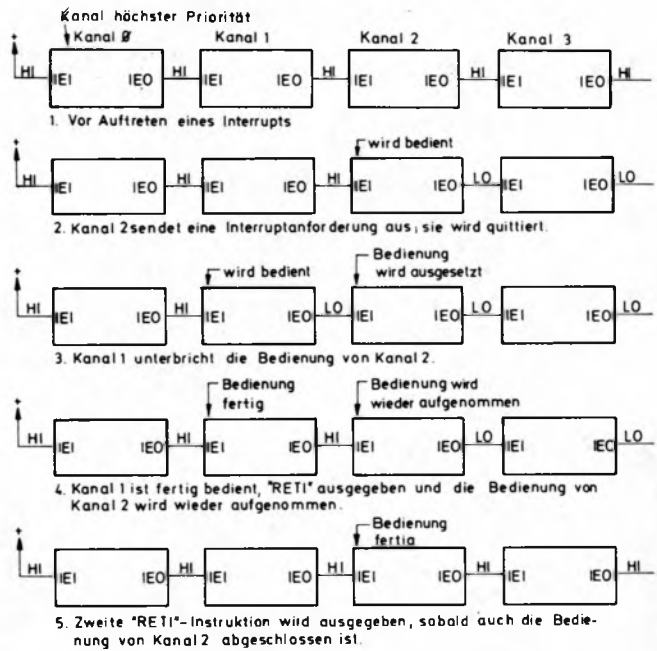 Kanal höchster Priorität
Kanal 0 Kanal 1 Kanal 2 Kanal 3
+
HI IEI IEO HI IEI IEO HI IEI IEO HI IEI IEO HI
1. Vor Auftreten eines Interrupts
wird bedient
+
HI IEI IEO HI IEI IEO HI IEI IEO LO IEI IEO LO
2. Kanal 2 sendet eine Interruptanforderung aus, sie wird quittiert.
wird bedient Bedienung
wird ausgesetzt
+
HI IEI IEO HI IEI IEO LO IEI IEO LO IEI IEO LO
3. Kanal 1 unterbricht die Bedienung von Kanal 2.
Bedienung Bedienung wird
fertig wieder aufgenommen
+
HI IEI IEO HI IEI IEO HI IEI IEO LO IEI IEO LO
4. Kanal 1 ist fertig bedient, "RETI" ausgegeben und die Bedienung von
Kanal 2 wird wieder aufgenommen.
Bedienung
fertig
+
HI IEI IEO HI IEI IEO HI IEI IEO HI IEI IEO HI
5. Zweite "RETI"-Instruktion wird ausgegeben, sobald auch die Bedie-
nung von Kanal 2 abgeschlossen ist.